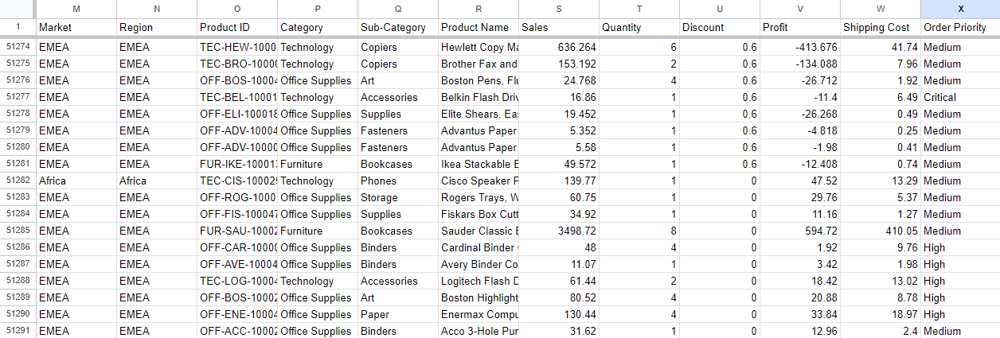 M N O P Q R S T U V W X
1 Market Region Product ID Category Sub-Category Product Name Sales Quantity Discount Profit Shipping Cost Order Priority
51274 EMEA EMEA TEC-HEW-1000 Technology Copiers Hewlett Copy Ma 636.264 6 0.6 -413.676 41.74 Medium
51275 EMEA EMEA TEC-BRO-1000 Technology Copiers Brother Fax and 153.192 2 0.6 -134.088 7.96 Medium
51276 EMEA EMEA OFF-BOS-10004 Office Supplies Art Boston Pens, Flu 24.768 4 0.6 -26.712 1.92 Medium
51277 EMEA EMEA TEC-BEL-10001 Technology Accessories Belkin Flash Driv 16.86 1 0.6 -11.4 6.49 Critical
51278 EMEA EMEA OFF-ELI-100018 Office Supplies Supplies Elite Shears, Eas 19.452 1 0.6 -26.268 0.49 Medium
51279 EMEA EMEA OFF-ADV-10004 Office Supplies Fasteners Advantus Paper 5.352 1 0.6 -4.818 0.25 Medium
51280 EMEA EMEA OFF-ADV-10000 Office Supplies Fasteners Advantus Paper 5.58 1 0.6 -1.98 0.41 Medium
51281 EMEA EMEA FUR-IKE-10001 Furniture Bookcases Ikea Stackable B 49.572 1 0.6 -12.408 0.74 Medium
51282 Africa Africa TEC-CIS-10002 Technology Phones Cisco Speaker P 139.77 1 0 47.52 13.29 Medium
51283 EMEA EMEA OFF-ROG-1000 Office Supplies Storage Rogers Trays, W 60.75 1 0 29.76 5.37 Medium
51284 EMEA EMEA OFF-FIS-100047 Office Supplies Supplies Fiskars Box Cutt 34.92 1 0 11.16 1.27 Medium
51285 EMEA EMEA FUR-SAU-10002 Furniture Bookcases Sauder Classic B 3498.72 8 0 594.72 410.05 Medium
51286 EMEA EMEA OFF-CAR-10000 Office Supplies Binders Cardinal Binder 48 4 0 1.92 9.76 High
51287 EMEA EMEA OFF-AVE-10004 Office Supplies Binders Avery Binder Co 11.07 1 0 3.42 1.98 High
51288 EMEA EMEA TEC-LOG-10004 Technology Accessories Logitech Flash D 61.44 2 0 18.42 13.02 High
51289 EMEA EMEA OFF-BOS-10002 Office Supplies Art Boston Highlight 80.52 4 0 20.88 8.78 High
51290 EMEA EMEA OFF-ENE-10004 Office Supplies Paper Enermax Compu 130.44 4 0 33.84 18.97 High
51291 EMEA EMEA OFF-ACC-10002 Office Supplies Binders Acco 3-Hole Pun 31.62 1 0 12.96 2.4 Medium